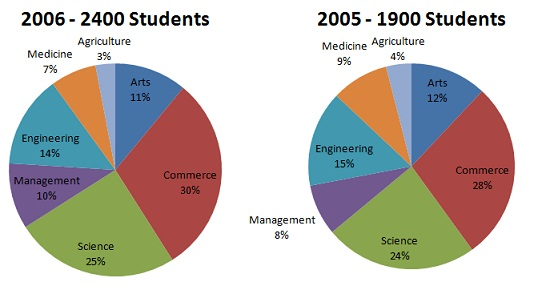 2006 - 2400 Students
Agriculture
3%
Medicine
7%
Arts
11%
Engineering
14%
Commerce
30%
Management
10%
Science
25%
2005 - 1900 Students
Agriculture
4%
Medicine
9%
Arts
12%
Engineering
15%
Commerce
28%
Management
8%
Science
24%